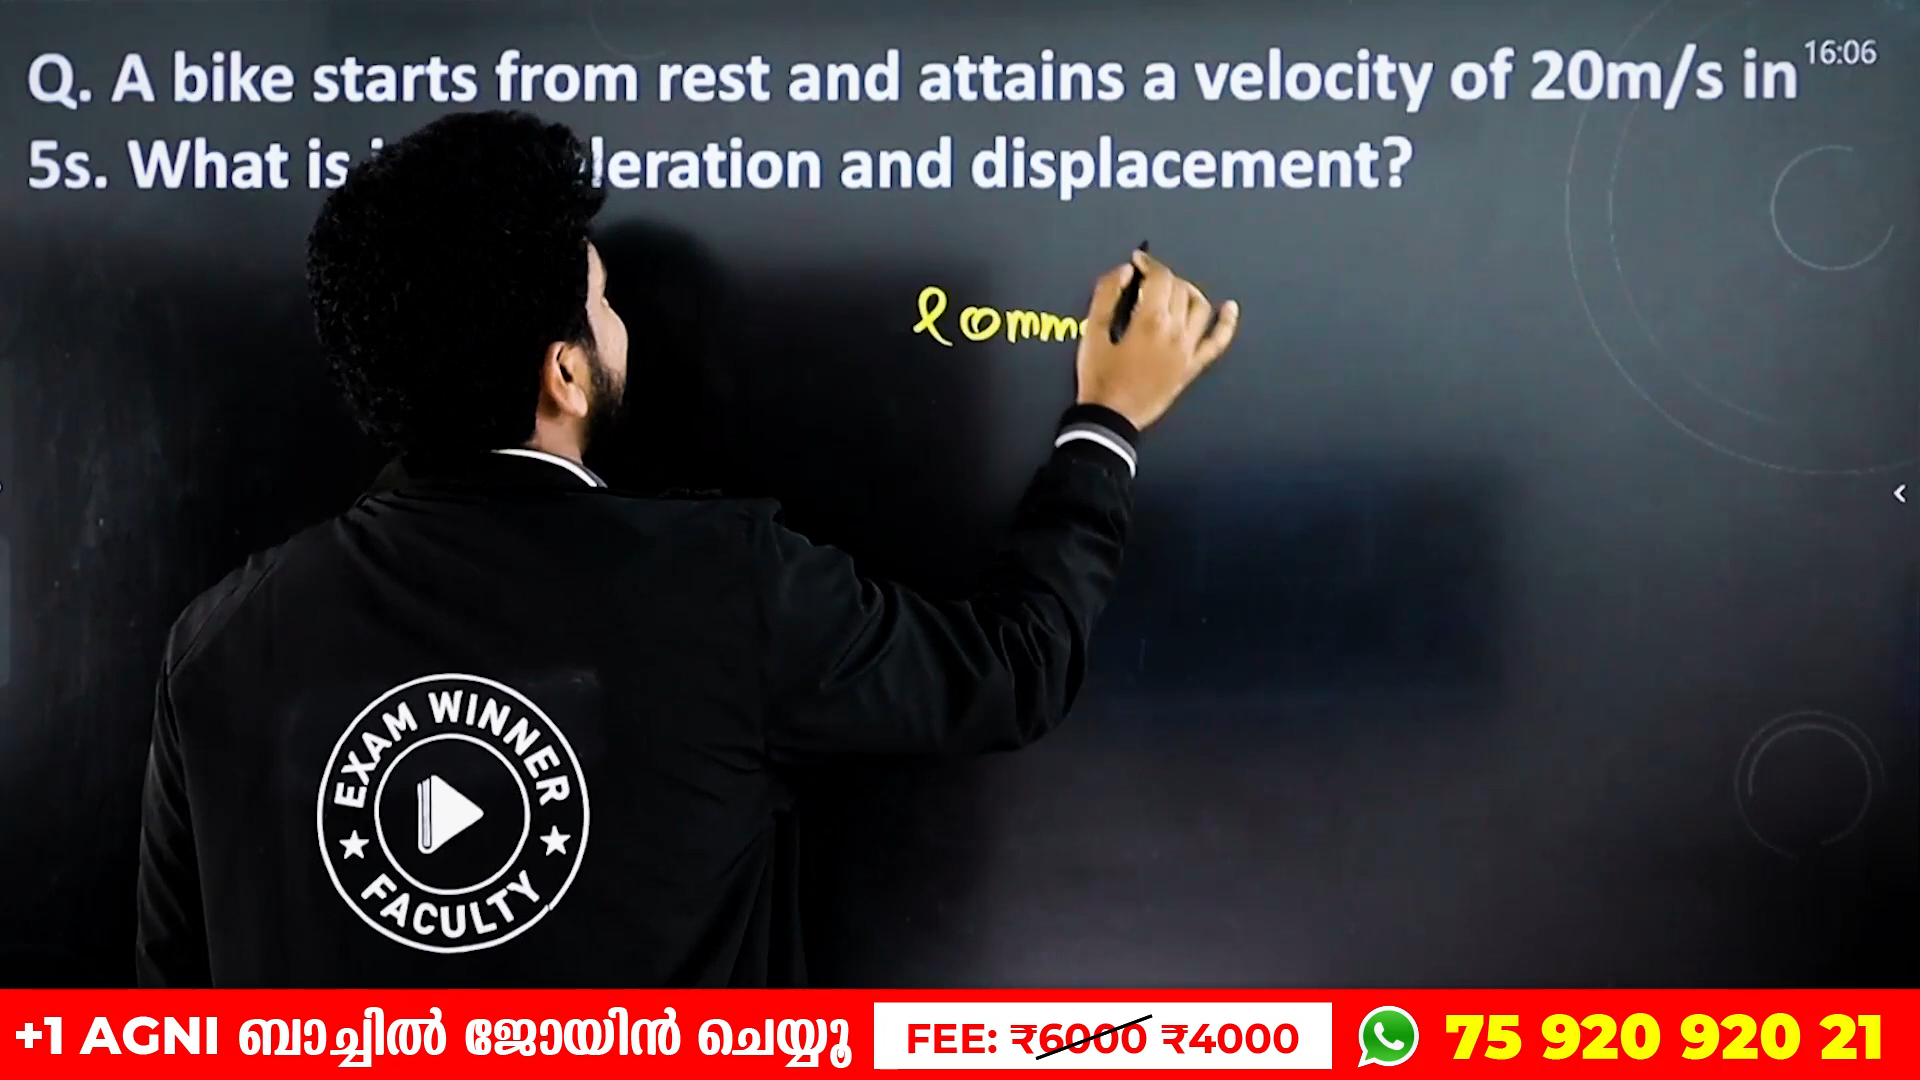 Q. A bike starts from rest and attains a velocity of 20m/s in
16:06
5s. What is leration and displacement?
comm
EXAM WINNER
FACULTY
+1 AGNI ബാച്ചിൽ ജോയിൻ ചെയ്യൂ
FEE: ₹6000 ₹4000
75 920 920 21